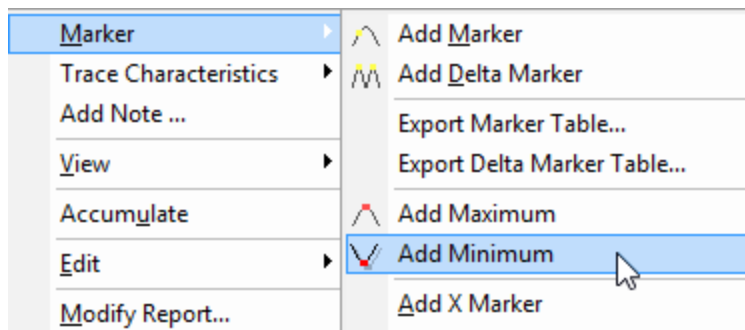 Marker
Trace Characteristics
Add Note ...
View
Accumulate
Edit
Modify Report...
Add Marker
Add Delta Marker
Export Marker Table...
Export Delta Marker Table...
Add Maximum
Add Minimum
Add X Marker